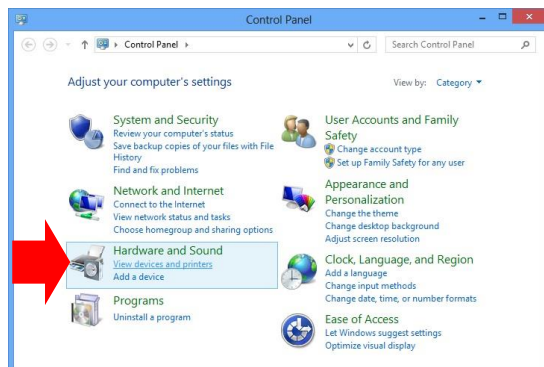 Control Panel
Control Panel
Search Control Panel
Adjust your computer's settings
View by: Category
System and Security
Review your computer's status
Save backup copies of your files with File
History
Find and fix problems
Network and Internet
Connect to the Internet
View network status and tasks
Choose homegroup and sharing options
Hardware and Sound
View devices and printers
Add a device
Programs
Uninstall a program
User Accounts and Family
Safety
Change account type
Set up Family Safety for any user
Appearance and
Personalization
Change the theme
Change desktop background
Adjust screen resolution
Clock, Language, and Region
Add a language
Change input methods
Change date, time, or number formats
Ease of Access
Let Windows suggest settings
Optimize visual display